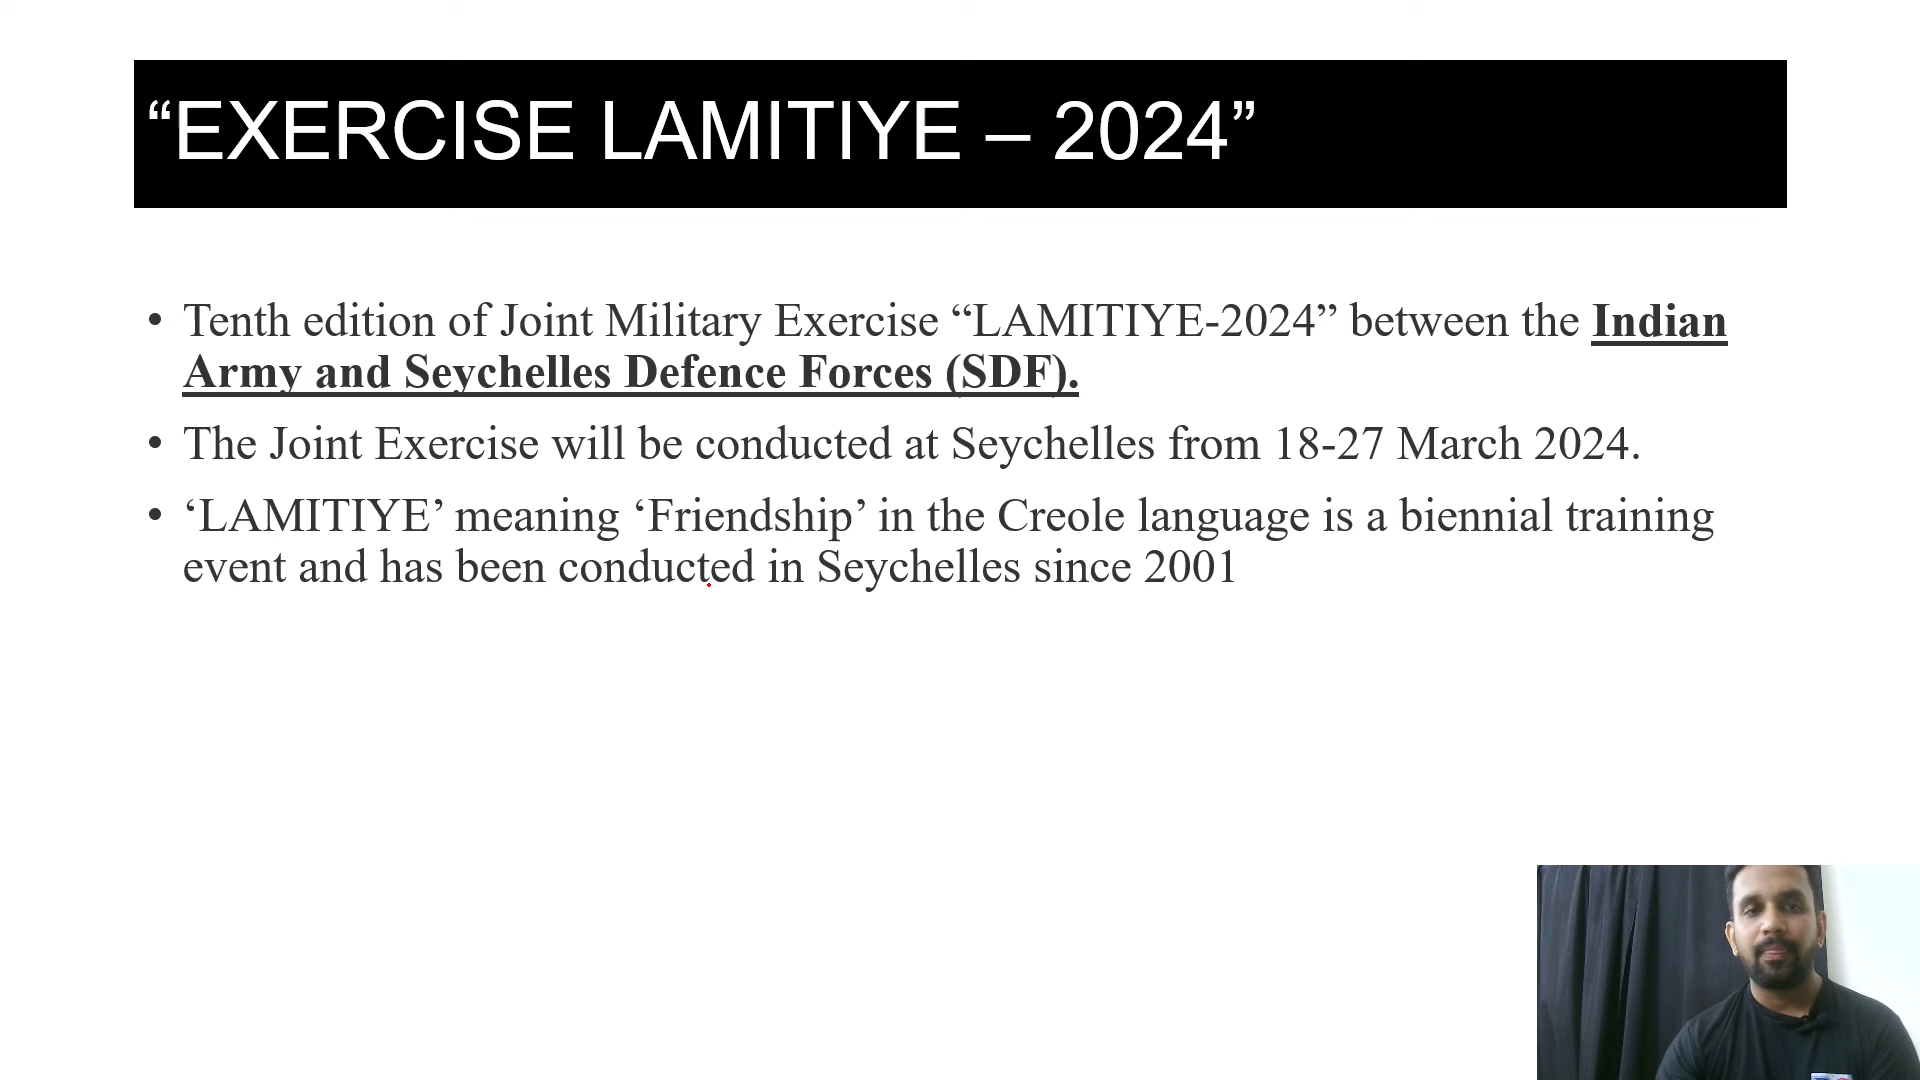 “EXERCISE LAMITIYE – 2024”
• Tenth edition of Joint Military Exercise “LAMITIYE-2024” between the Indian
Army and Seychelles Defence Forces (SDF).
• The Joint Exercise will be conducted at Seychelles from 18-27 March 2024.
• ‘LAMITIYE’ meaning ‘Friendship’ in the Creole language is a biennial training
event and has been conducted in Seychelles since 2001